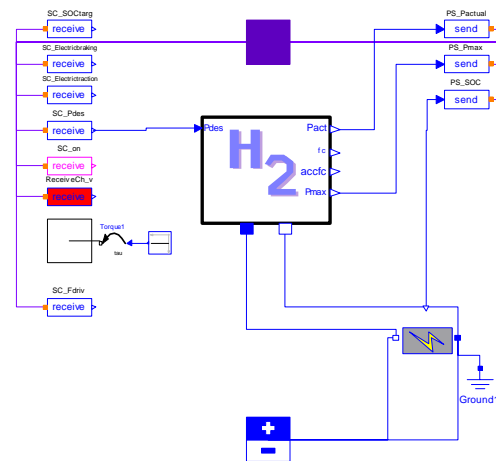 SC_SOCtarg
receive
SC_Electricbraking
receive
SC_Electrictraction
receive
SC_Pdes
receive
SC_on
receive
ReceiveCh_v
receive
Torque1
tau
SC_Fdriv
receive
Pdes
H2
Pact
fc
accfc
Pmax
PS_Pactual
send
PS_Pmax
send
PS_SOC
send
Ground1
+
-